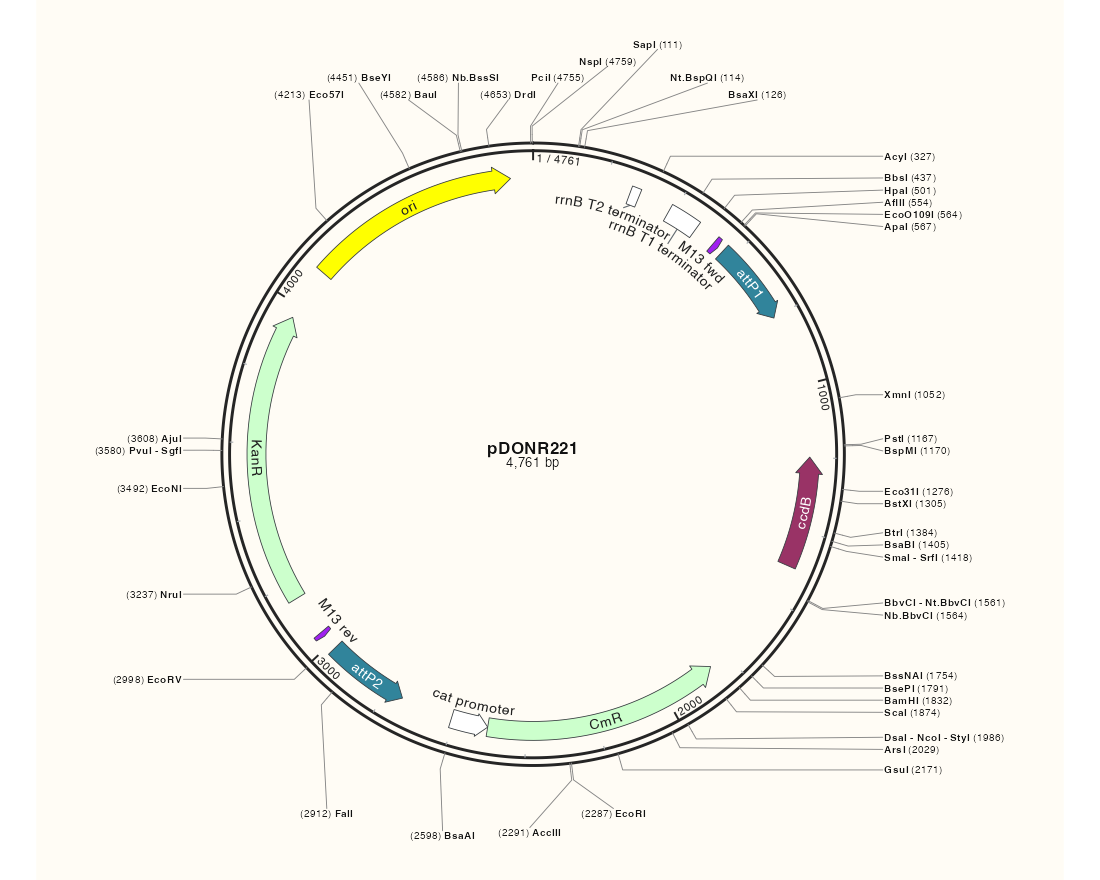 SapI (111)
NspI (4759)
(4451) BseYI
(4586) Nb.BssSI
PciI (4755)
Nt.BspQI (114)
(4213) Eco57I
(4582) BauI
(4653) DrdI
BsaXI (126)
1 / 4761
AcyI (327)
BbsI (437)
HpaI (501)
AflII (554)
EcoO109I (564)
ApaI (567)
ori
rrnB T2 terminator
rrnB T1 terminator
M13 fwd
attP1
4000
1000
XmnI (1052)
(3608) AjuI
(3580) PvuI - SgfI
KanR
pDONR221
4,761 bp
PstI (1167)
BspMI (1170)
(3492) EcoNI
Eco31I (1276)
BstXI (1305)
ccdB
BtrI (1384)
BsaBI (1405)
SmaI - SrfI (1418)
(3237) NruI
BbvCI - Nt.BbvCI (1561)
Nb.BbvCI (1564)
M13 rev
3000
attP2
(2998) EcoRV
BssNAI (1754)
BsePI (1791)
BamHI (1832)
ScaI (1874)
cat promoter
CmR
2000
DsaI - NcoI - StyI (1986)
ArsI (2029)
GsuI (2171)
(2912) FalI
(2598) BsaAI
(2291) AccIII
(2287) EcoRI